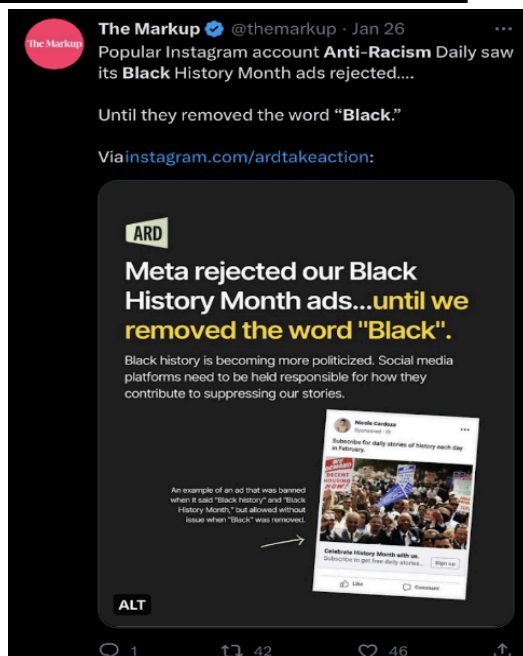 The Markup @themarkup · Jan 26
The Markup
Popular Instagram account Anti-Racism Daily saw
its Black History Month ads rejected....
Until they removed the word “Black.”
Viainstagram.com/ardtakeaction:
ARD
Meta rejected our Black
History Month ads...until we
removed the word "Black".
Black history is becoming more politicized. Social media
platforms need to be held responsible for how they
contribute to suppressing our stories.
An example of an ad that was banned
when it said "Black history" and "Black
History Month," but allowed without
issue when "Black" was removed.
Nicole Cardoza
Sponsored
Subscribe for daily stories of history each day
in February.
WE
DEMAND
DECENT
HOUSING
NOW!
Celebrate History Month with us.
Subscribe to get free daily stories...
Sign up
Like
Comment
ALT
1
42
46